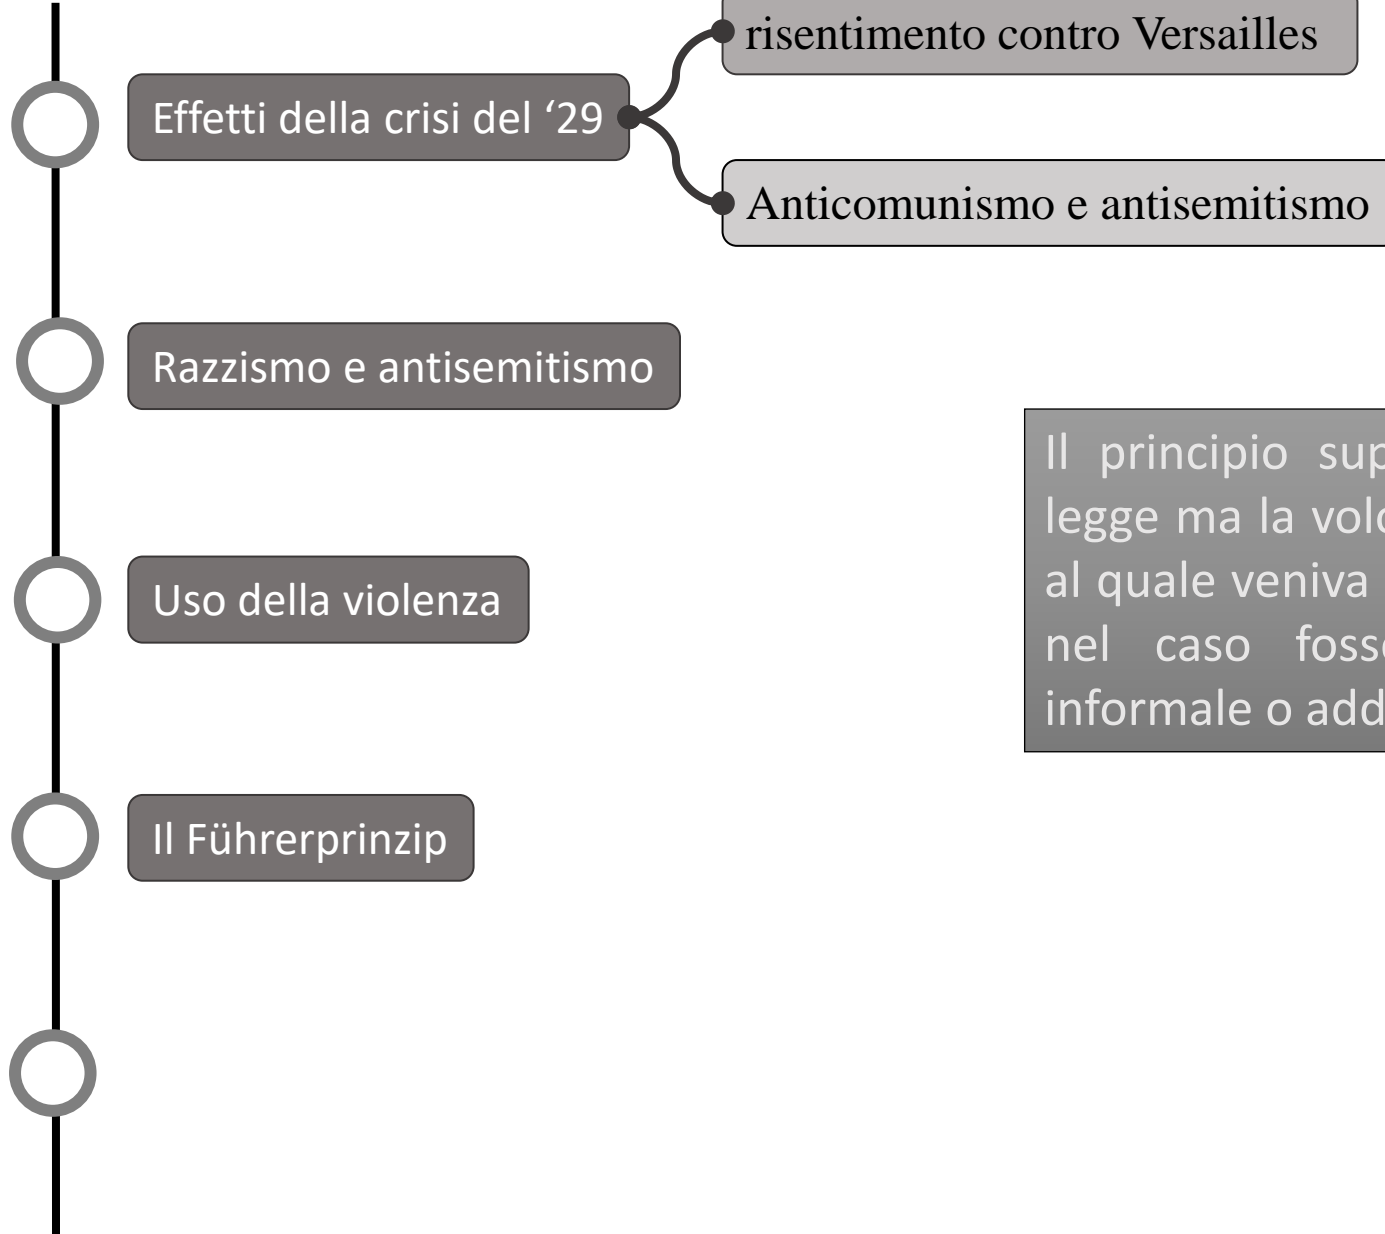 risentimento contro Versailles
Effetti della crisi del ‘29
Anticomunismo e antisemitismo
Razzismo e antisemitismo
Il principio
legge ma la
al quale veniva
nel caso
informale o
Uso della violenza
Il Führerprinzip